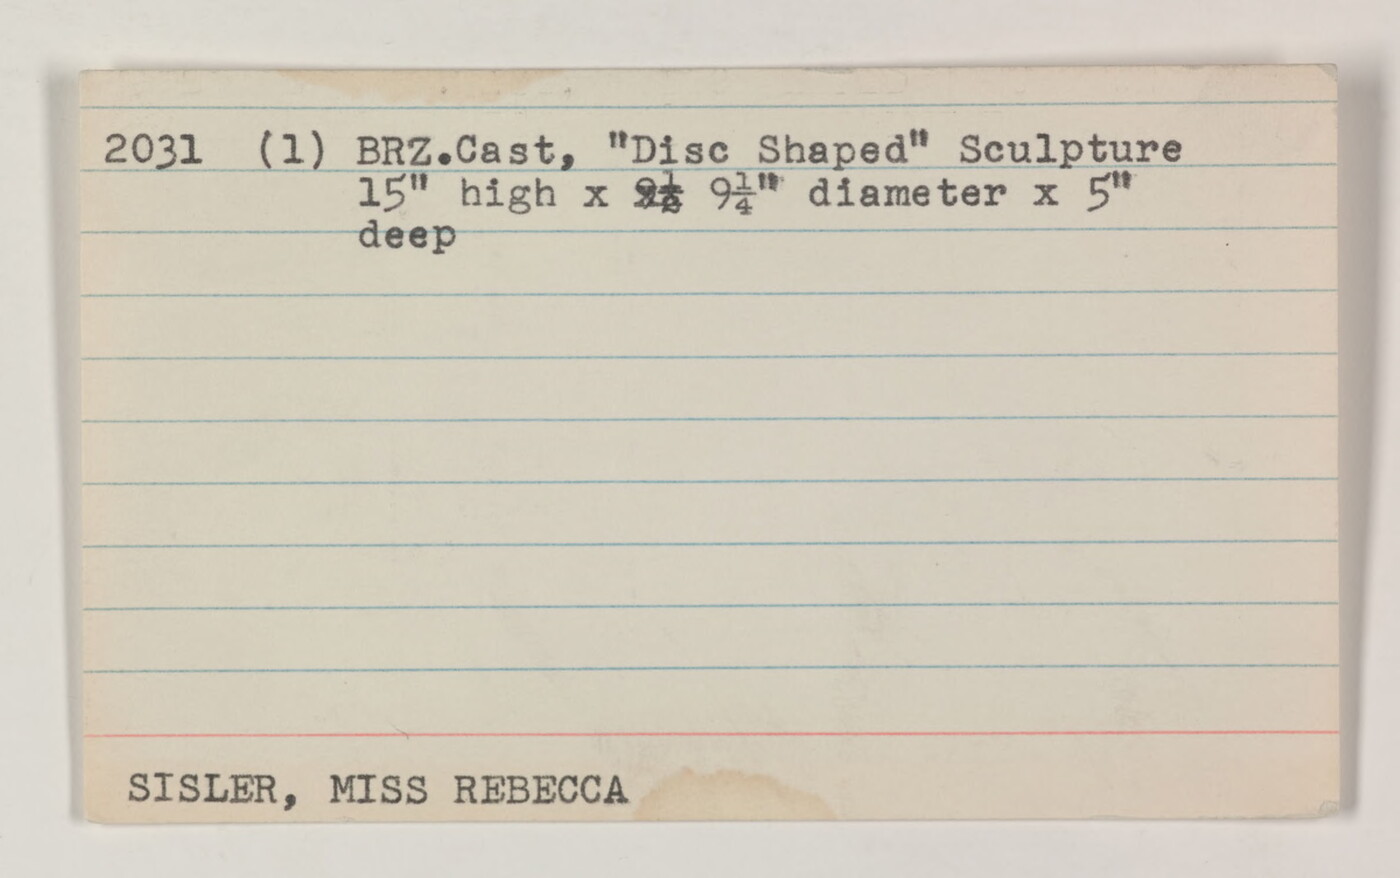 2031 (1) BRZ.Cast, "Disc Shaped" Sculpture
15" high x 9¼" diameter x 5"
deep
SISLER, MISS REBECCA